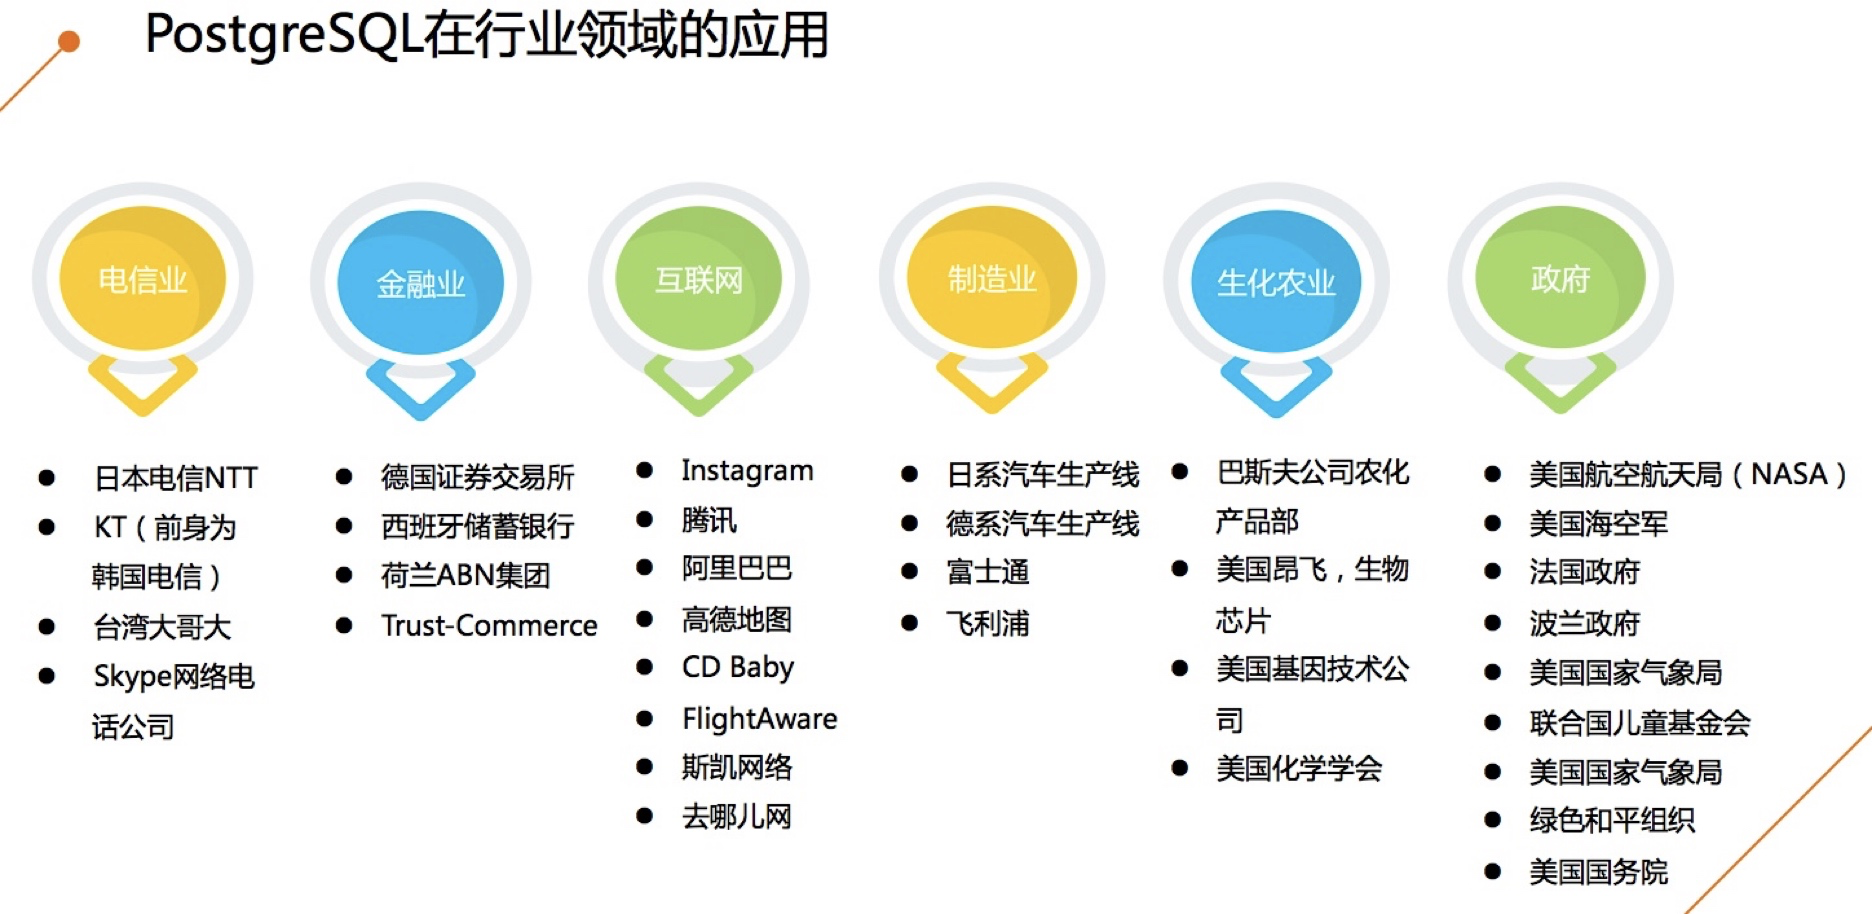 PostgreSQL在行业领域的应用
电信业
日本电信NTT
KT（前身为
韩国电信）
台湾大哥大
Skype网络电
话公司
金融业
德国证券交易所
西班牙储蓄银行
荷兰ABN集团
Trust-Commerce
互联网
Instagram
腾讯
阿里巴巴
高德地图
CD Baby
FlightAware
斯凯网络
去哪儿网
制造业
日系汽车生产线
德系汽车生产线
富士通
飞利浦
生化农业
巴斯夫公司农化
产品部
美国昂飞，生物
芯片
美国基因技术公
司
美国化学学会
政府
美国航空航天局（NASA）
美国海空军
法国政府
波兰政府
美国国家气象局
联合国儿童基金会
美国国家气象局
绿色和平组织
美国国务院